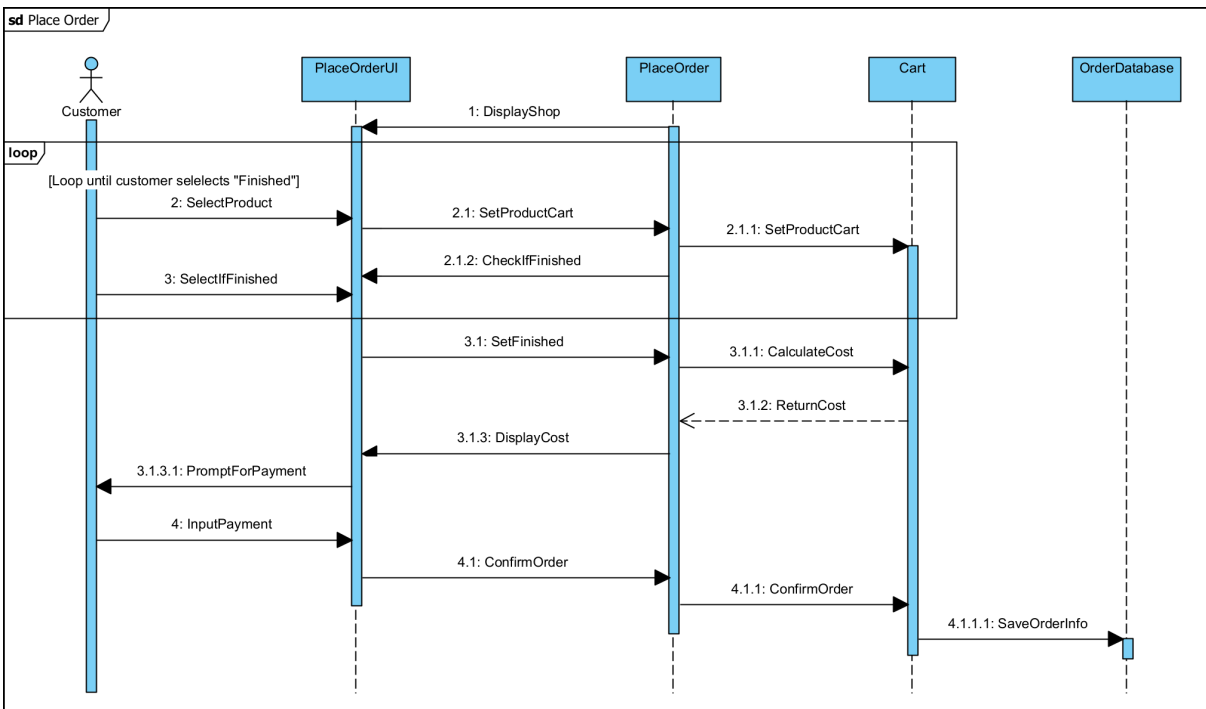 sd Place Order
PlaceOrderUI
PlaceOrder
Cart
OrderDatabase
Customer
1: DisplayShop
loop
[Loop until customer selelects "Finished"]
2: SelectProduct
2.1: SetProductCart
2.1.1: SetProductCart
2.1.2: CheckIfFinished
3: SelectIfFinished
3.1: SetFinished
3.1.1: CalculateCost
3.1.2: ReturnCost
3.1.3: DisplayCost
3.1.3.1: PromptForPayment
4: InputPayment
4.1: ConfirmOrder
4.1.1: ConfirmOrder
4.1.1.1: SaveOrderInfo